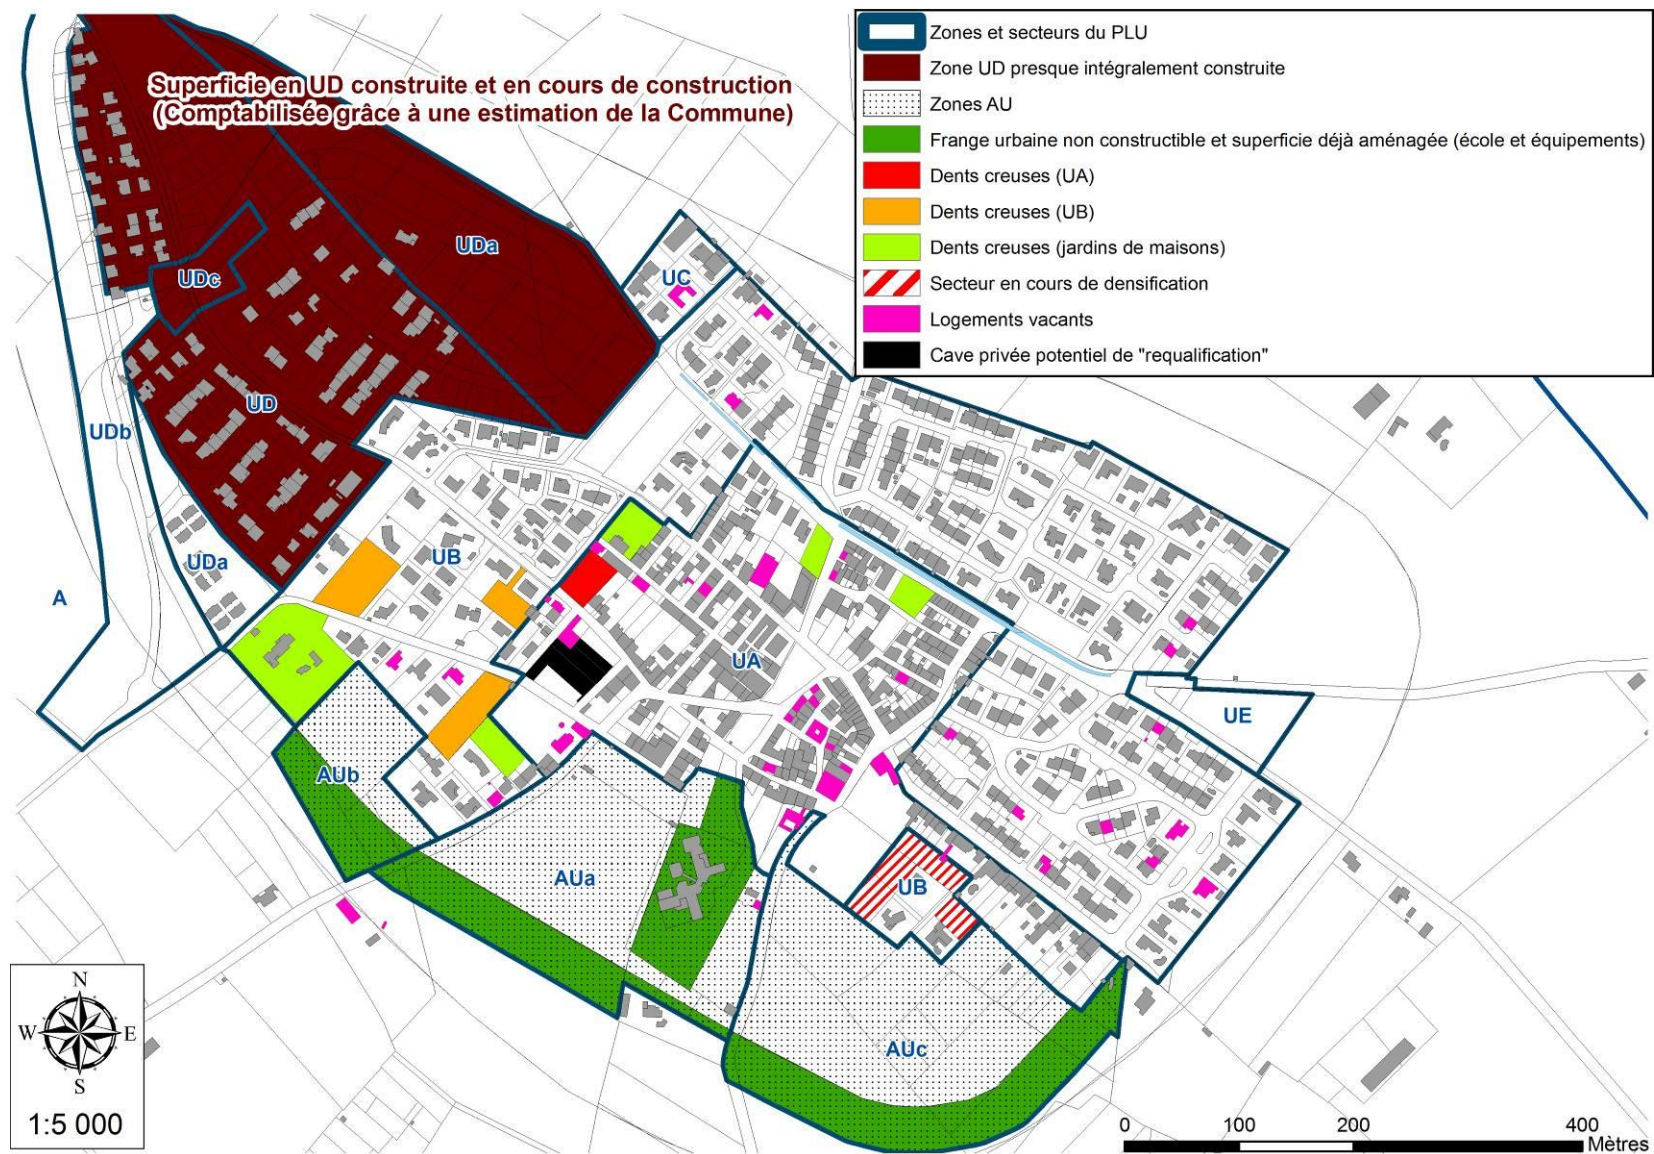 Zones et secteurs du PLU
Zone UD presque intégralement construite
Zones AU
Frange urbaine non constructible et superficie déjà aménagée (école et équipements)
Dents creuses (UA)
Dents creuses (UB)
Dents creuses (jardins de maisons)
Secteur en cours de densification
Logements vacants
Cave privée potentiel de "requalification"
Superficie en UD construite et en cours de construction
(Comptabilisée grâce à une estimation de la Commune)
UDa
UDc
UC
UD
UDb
UB
UDa
A
UA
UE
AUb
AUa
UB
AUc
N
W E
S
1:5 000
0 100 200 400
Mètres